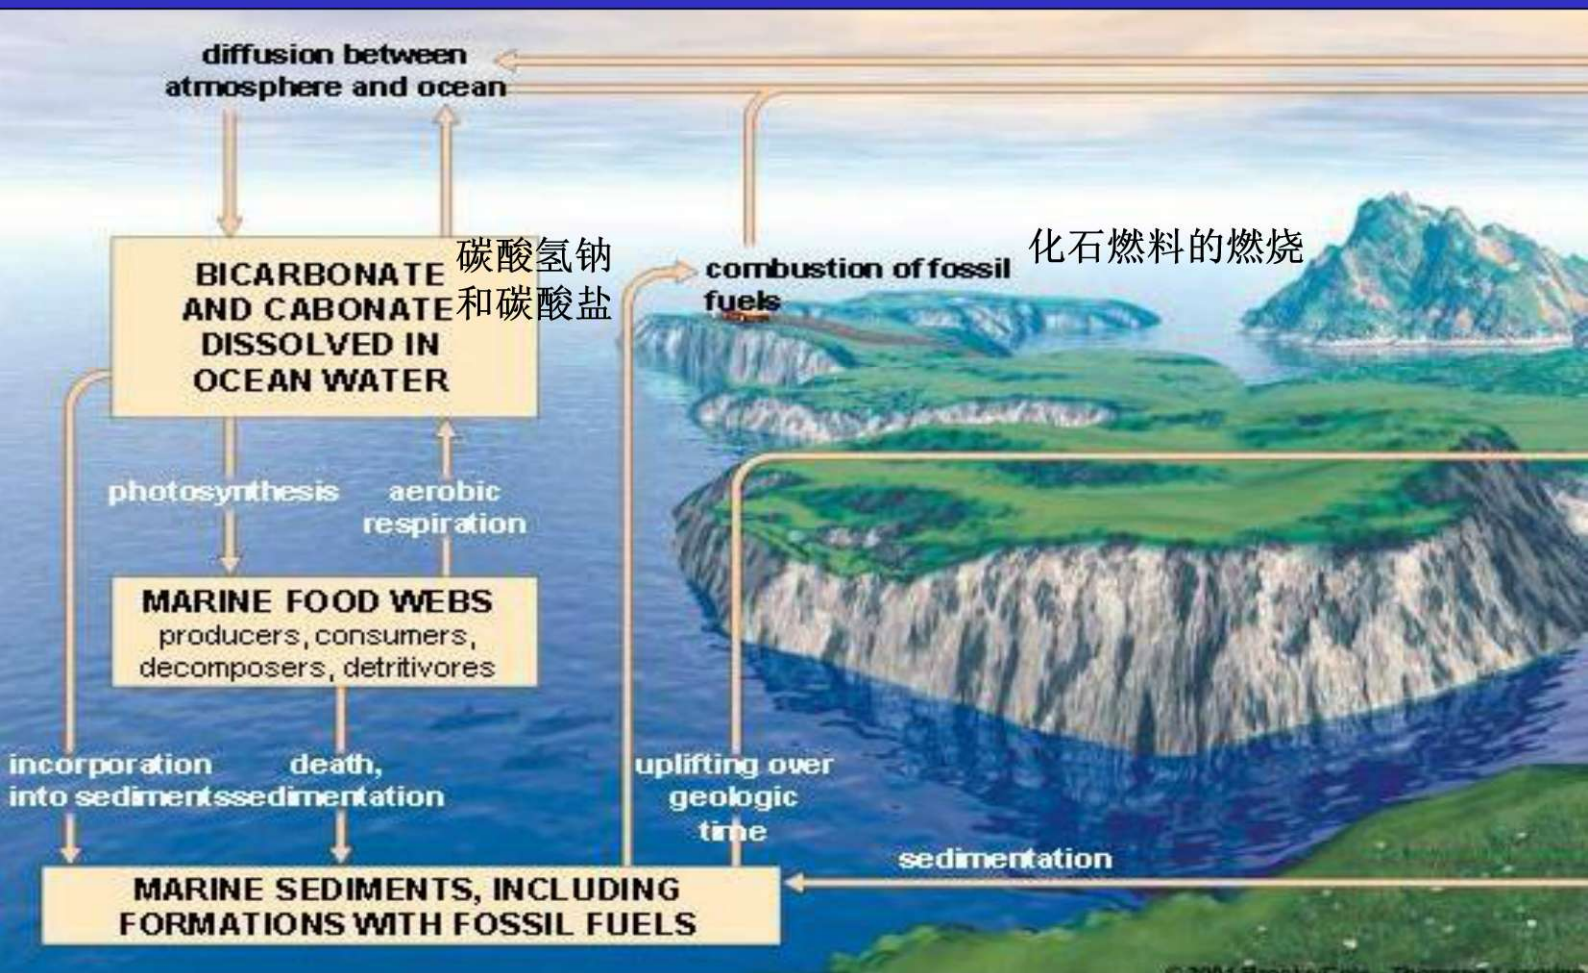 diffusion between
atmosphere and ocean
BICARBONATE
AND CABONATE
DISSOLVED IN
OCEAN WATER
碳酸氢钠
和碳酸盐
combustion of fossil
fuels
化石燃料的燃烧
photosynthesis
aerobic
respiration
MARINE FOOD WEBS
producers, consumers,
decomposers, detritivores
incorporation
into sediments
death,
sedimentation
uplifting over
geologic
time
sedimentation
MARINE SEDIMENTS, INCLUDING
FORMATIONS WITH FOSSIL FUELS